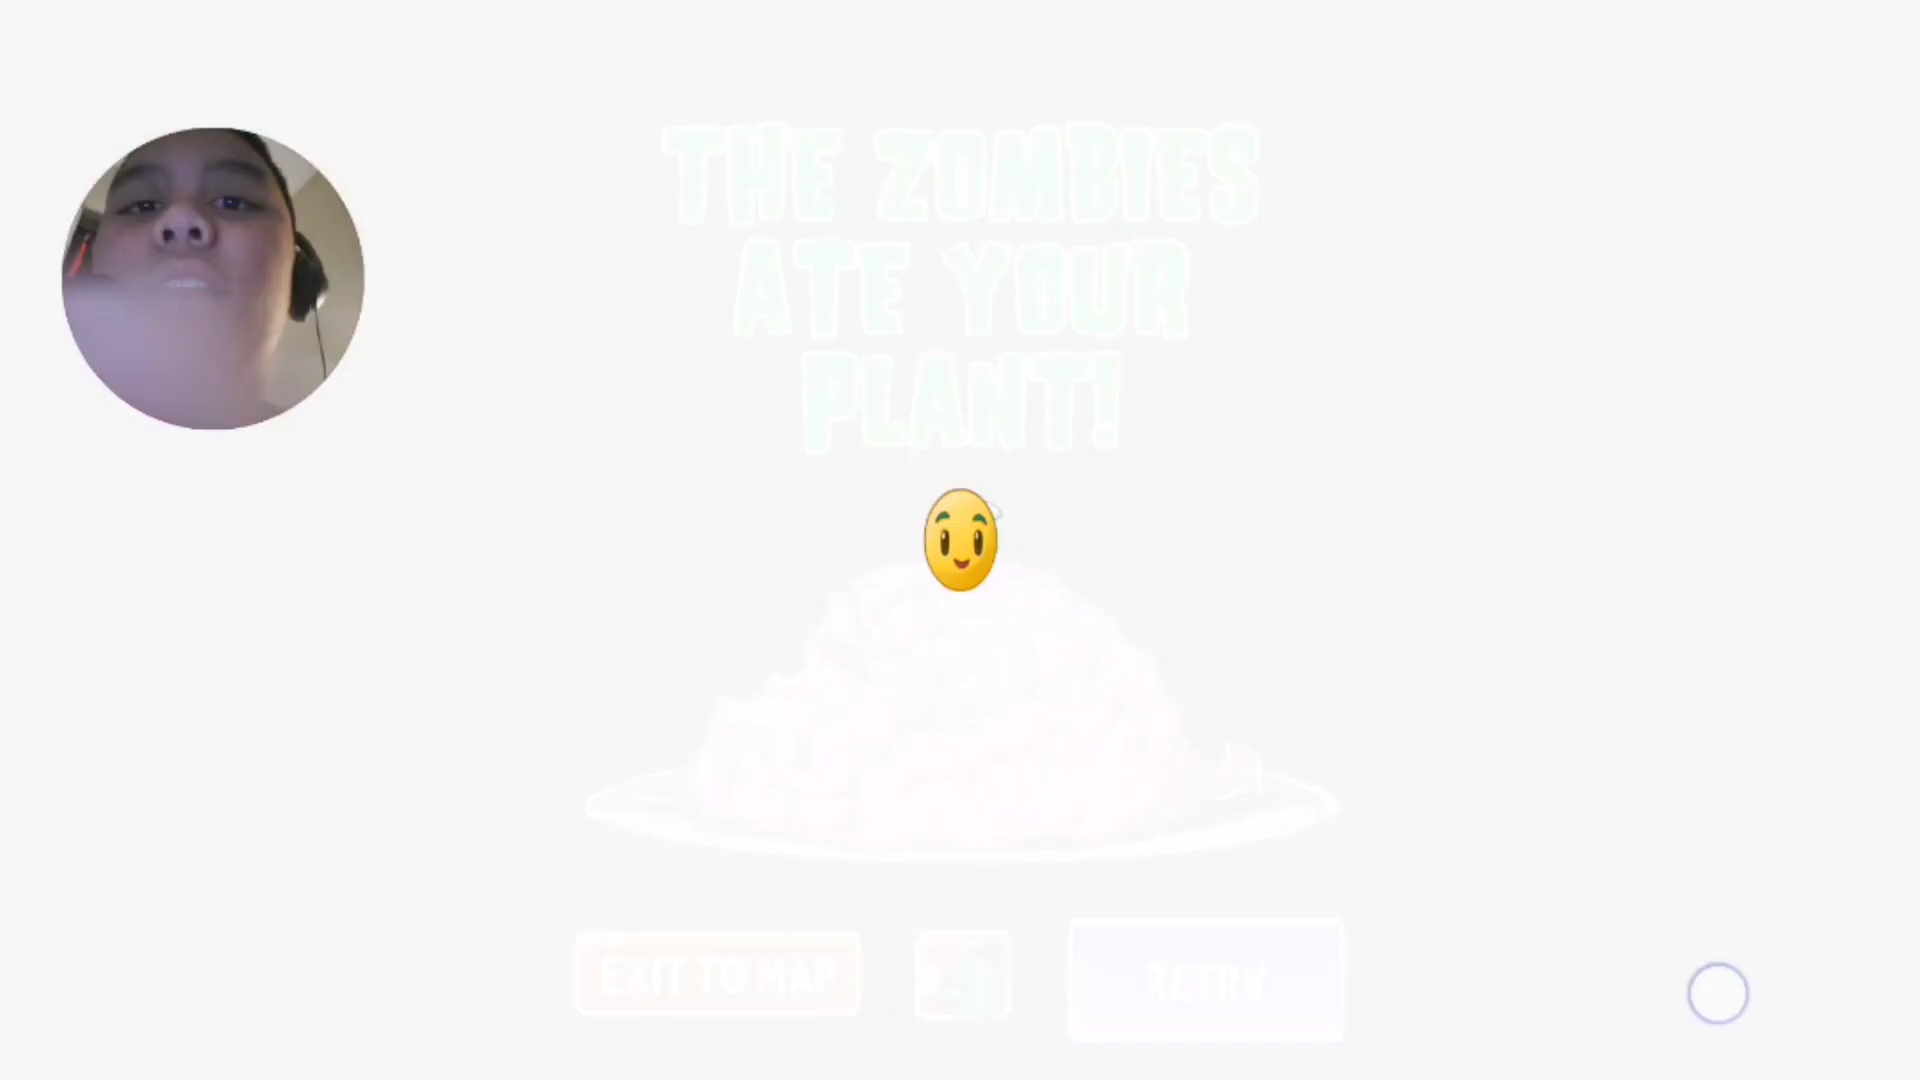 THE ZOMBIES
ATE YOUR
PLANT!
EXIT TO MAP
RETRY